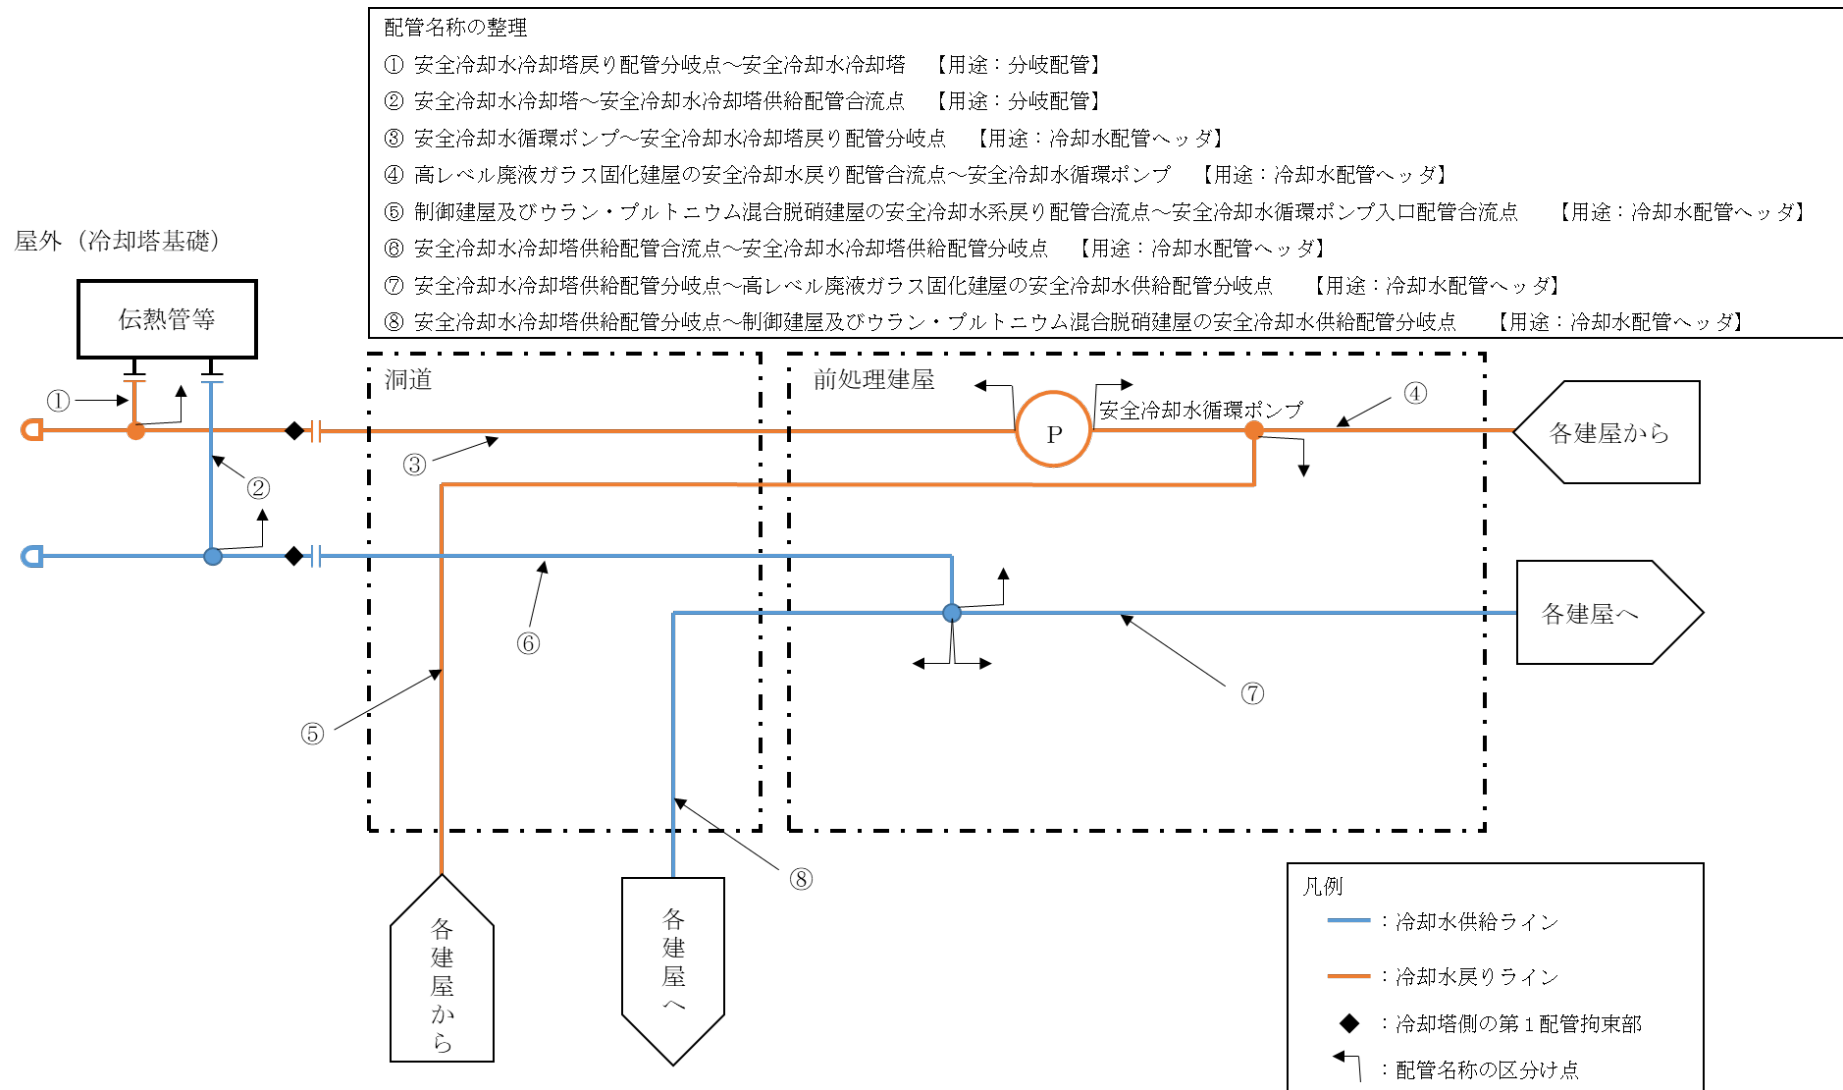 配管名称の整理
① 安全冷却水冷却塔戻り配管分岐点～安全冷却水冷却塔 【用途：分岐配管】
② 安全冷却水冷却塔～安全冷却水冷却塔供給配管合流点 【用途：分岐配管】
③ 安全冷却水循環ポンプ～安全冷却水冷却塔戻り配管分岐点 【用途：冷却水配管ヘッダ】
④ 高レベル廃液ガラス固化建屋の安全冷却水戻り配管合流点～安全冷却水循環ポンプ 【用途：冷却水配管ヘッダ】
⑤ 制御建屋及びウラン・プルトニウム混合脱硝建屋の安全冷却水系戻り配管合流点～安全冷却水循環ポンプ入口配管合流点 【用途：冷却水配管ヘッダ】
⑥ 安全冷却水冷却塔供給配管合流点～安全冷却水冷却塔供給配管分岐点 【用途：冷却水配管ヘッダ】
⑦ 安全冷却水冷却塔供給配管分岐点～高レベル廃液ガラス固化建屋の安全冷却水供給配管分岐点 【用途：冷却水配管ヘッダ】
⑧ 安全冷却水冷却塔供給配管分岐点～制御建屋及びウラン・プルトニウム混合脱硝建屋の安全冷却水供給配管分岐点 【用途：冷却水配管ヘッダ】
屋外（冷却塔基礎）
伝熱管等
洞道
前処理建屋
①
安全冷却水循環ポンプ
④
P
各建屋から
③
②
⑥
各建屋へ
⑤
⑦
⑧
各建屋から
各建屋へ
凡例
：冷却水供給ライン
：冷却水戻りライン
：冷却塔側の第１配管拘束部
：配管名称の区分け点